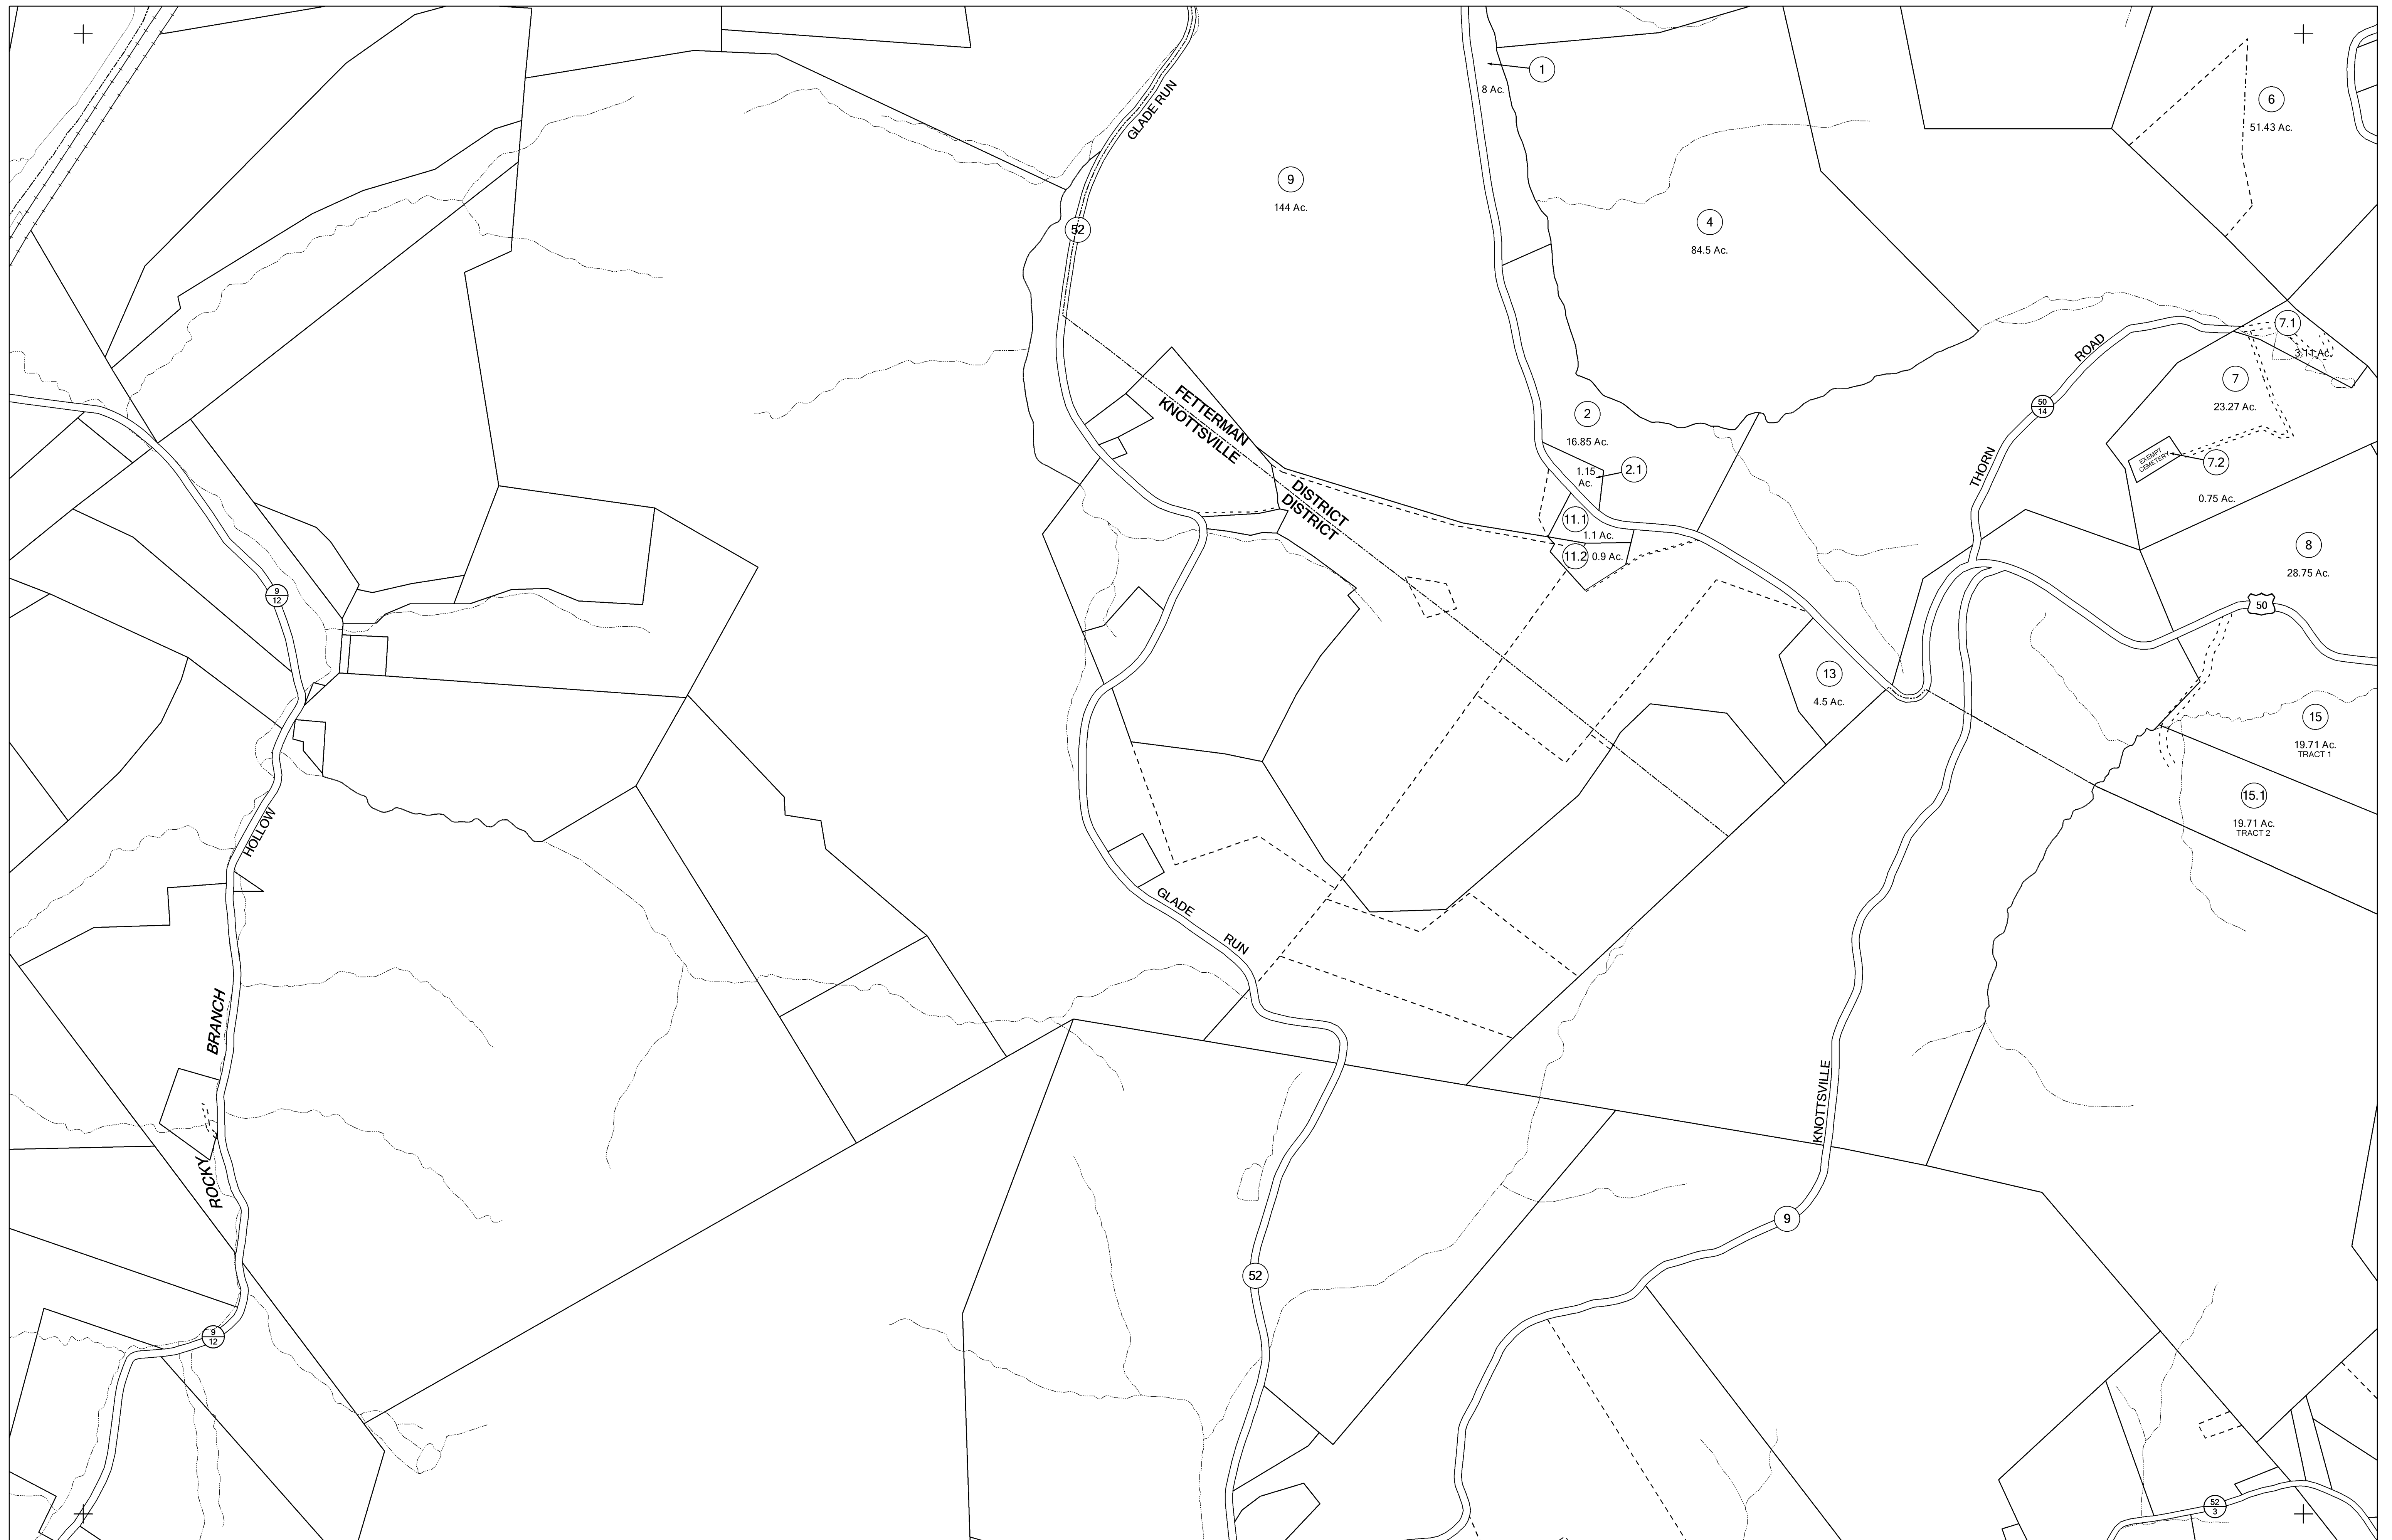 1
8 Ac.
6
51.43 Ac.
GLADE RUN
9
144 Ac.
52
4
84.5 Ac.
7.1
3.11 Ac.
ROAD
7
23.27 Ac.
50
14
FETTERMAN
KNOTTSVILLE
2
16.85 Ac.
THORN
EXEMPT
CEMETERY
7.2
0.75 Ac.
1.15
Ac.
2.1
DISTRICT
DISTRICT
11.1
1.1 Ac.
11.2
0.9 Ac.
8
28.75 Ac.
9
12
50
13
4.5 Ac.
15
19.71 Ac.
TRACT 1
15.1
19.71 Ac.
TRACT 2
HOLLOW
GLADE
RUN
BRANCH
KNOTTSVILLE
ROCKY
9
52
9
12
52
3